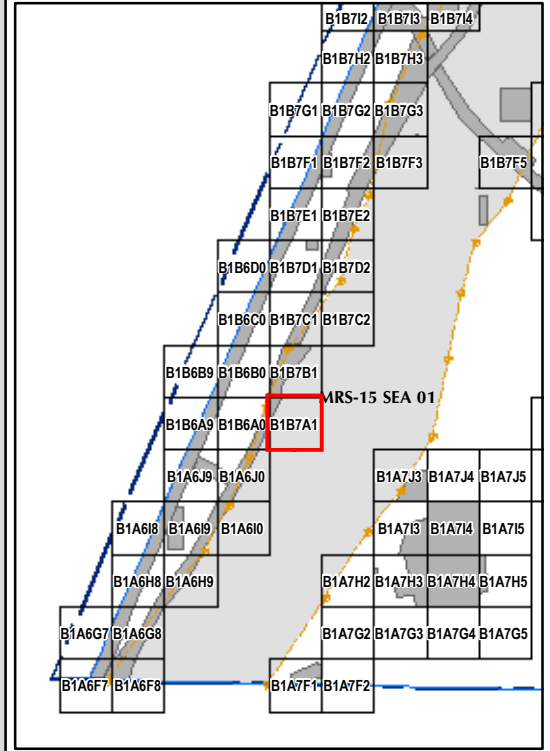 B1B7I2 B1B7I3 B1B7I4
B1B7H2 B1B7H3
B1B7G1 B1B7G2 B1B7G3
B1B7F1 B1B7F2 B1B7F3 B1B7F5
B1B7E1 B1B7E2
B1B6D0 B1B7D1 B1B7D2
B1B6C0 B1B7C1 B1B7C2
B1B6B9 B1B6B0 B1B7B1
MRS-15 SEA 01
B1B6A9 B1B6A0 B1B7A1
B1A6J9 B1A6J0 B1A7J3 B1A7J4 B1A7J5
B1A6I8 B1A6I9 B1A6I0 B1A7I3 B1A7I4 B1A7I5
B1A6H8 B1A6H9 B1A7H2 B1A7H3 B1A7H4 B1A7H5
B1A6G7 B1A6G8 B1A7G2 B1A7G3 B1A7G4 B1A7G5
B1A6F7 B1A6F8 B1A7F1 B1A7F2